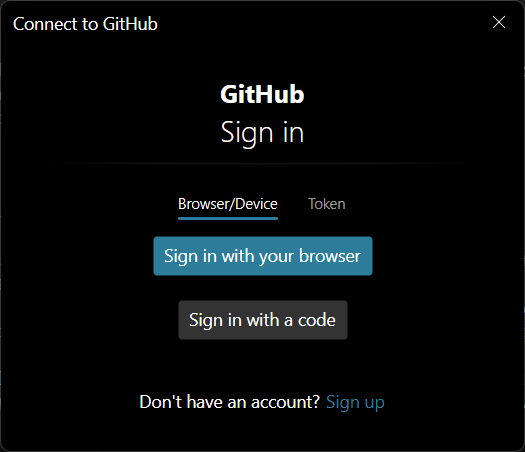 Connect to GitHub
GitHub
Sign in
Browser/Device Token
Sign in with your browser
Sign in with a code
Don't have an account? Sign up